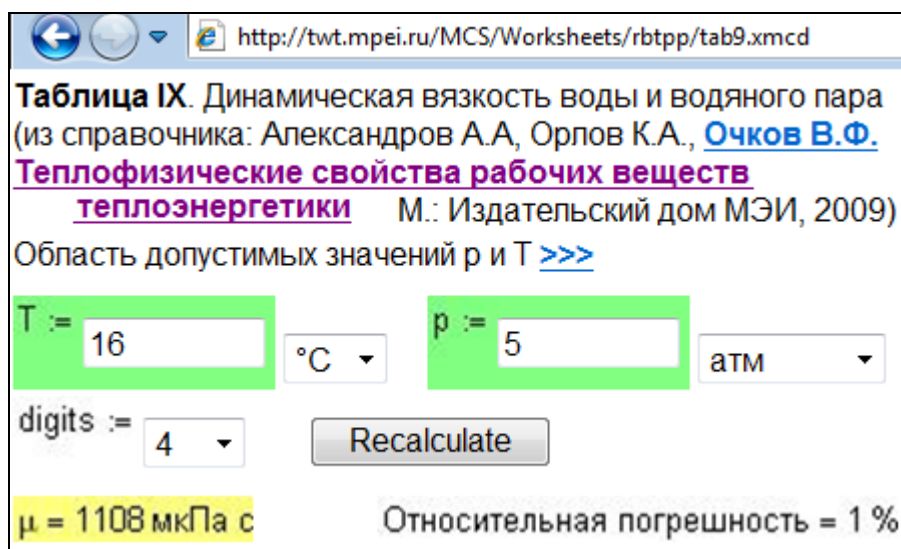 http://twt.mpei.ru/MCS/Worksheets/rbtpp/tab9.xmcd
Таблица IX. Динамическая вязкость воды и водяного пара
(из справочника: Александров А.А, Орлов К.А., Очков В.Ф.
Теплофизические свойства рабочих веществ
теплоэнергетики М.: Издательский дом МЭИ, 2009)
Область допустимых значений p и T >>>
T := 16 °C p := 5 атм
digits := 4 Recalculate
μ = 1108 мкПа с Относительная погрешность = 1 %